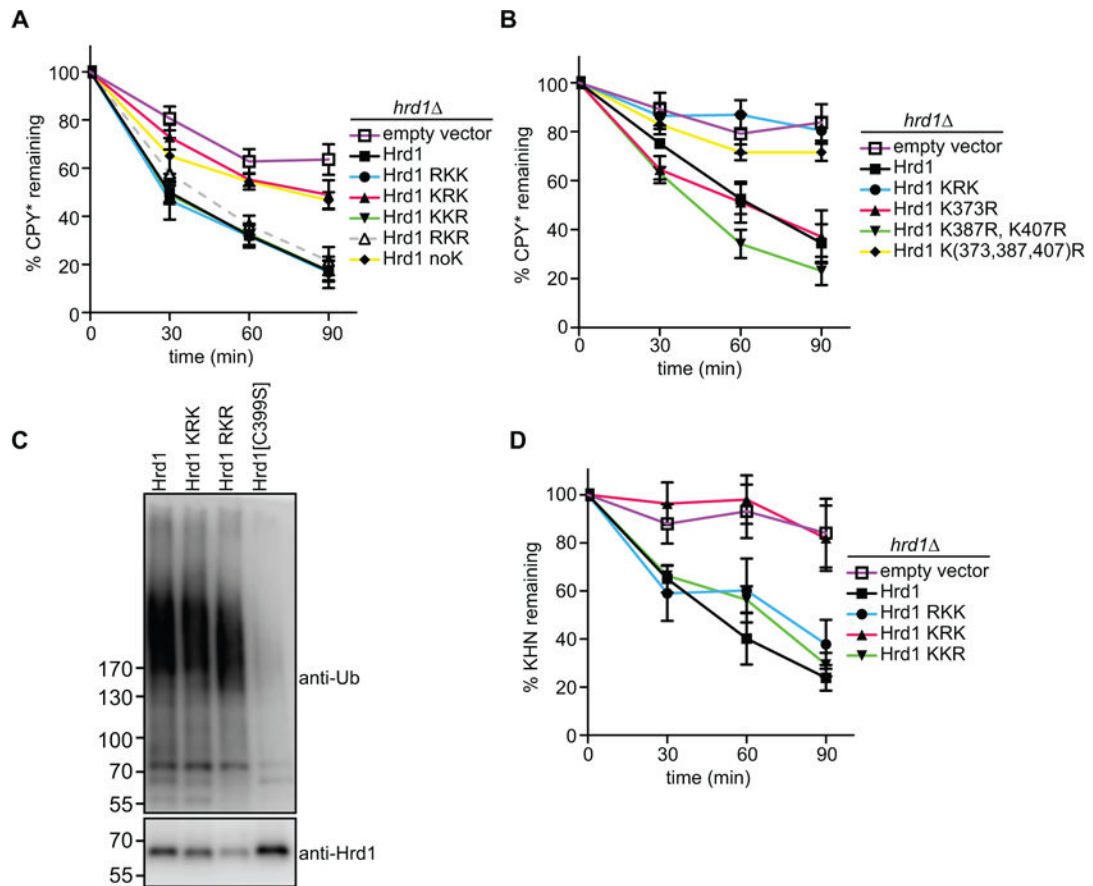 A
% CPY* remaining
100
80
60
40
20
0
0 30 60 90
time (min)
hrd1Δ
empty vector
Hrd1
Hrd1 RKK
Hrd1 KRK
Hrd1 KKR
Hrd1 RKR
Hrd1 noK
B
% CPY* remaining
100
80
60
40
20
0
0 30 60 90
time (min)
hrd1Δ
empty vector
Hrd1
Hrd1 KRK
Hrd1 K373R
Hrd1 K387R, K407R
Hrd1 K(373,387,407)R
C
Hrd1
Hrd1 KRK
Hrd1 RKR
Hrd1[C399S]
170
130
100
70
55
anti-Ub
70
55
anti-Hrd1
D
% KHN remaining
100
80
60
40
20
0
0 30 60 90
time (min)
hrd1Δ
empty vector
Hrd1
Hrd1 RKK
Hrd1 KRK
Hrd1 KKR